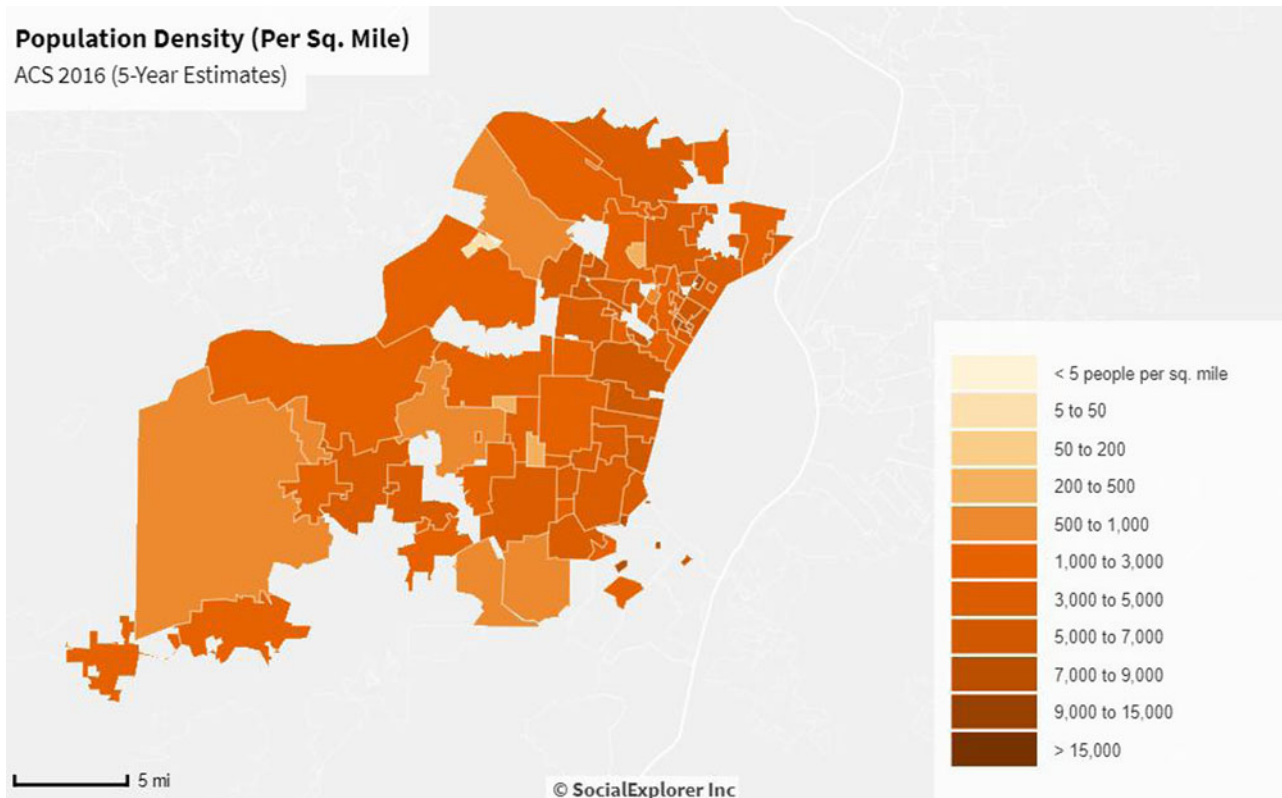 Population Density (Per Sq. Mile)
ACS 2016 (5-Year Estimates)
< 5 people per sq. mile
5 to 50
50 to 200
200 to 500
500 to 1,000
1,000 to 3,000
3,000 to 5,000
5,000 to 7,000
7,000 to 9,000
9,000 to 15,000
> 15,000
5 mi
© SocialExplorer Inc